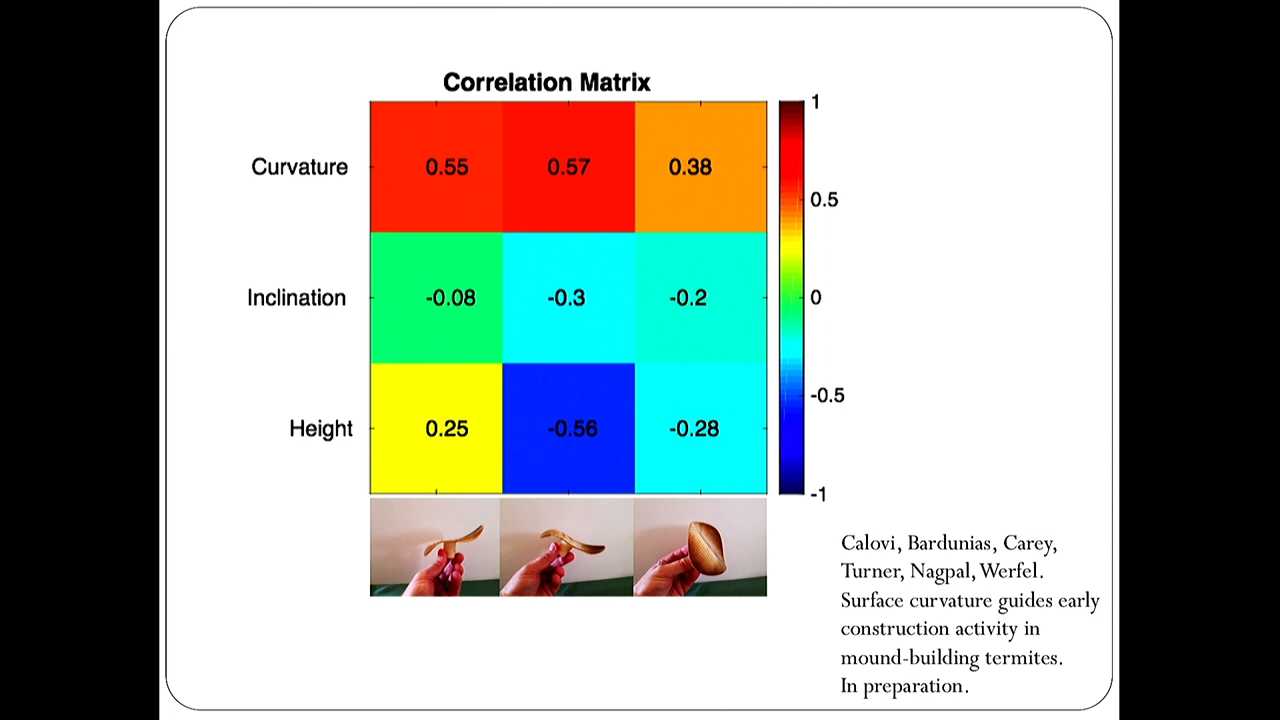 Correlation Matrix
1
Curvature 0.55 0.57 0.38
0.5
Inclination -0.08 -0.3 -0.2 0
-0.5
Height 0.25 -0.56 -0.28
-1
Calovi, Bardunias, Carey,
Turner, Nagpal, Werfel.
Surface curvature guides early
construction activity in
mound-building termites.
In preparation.